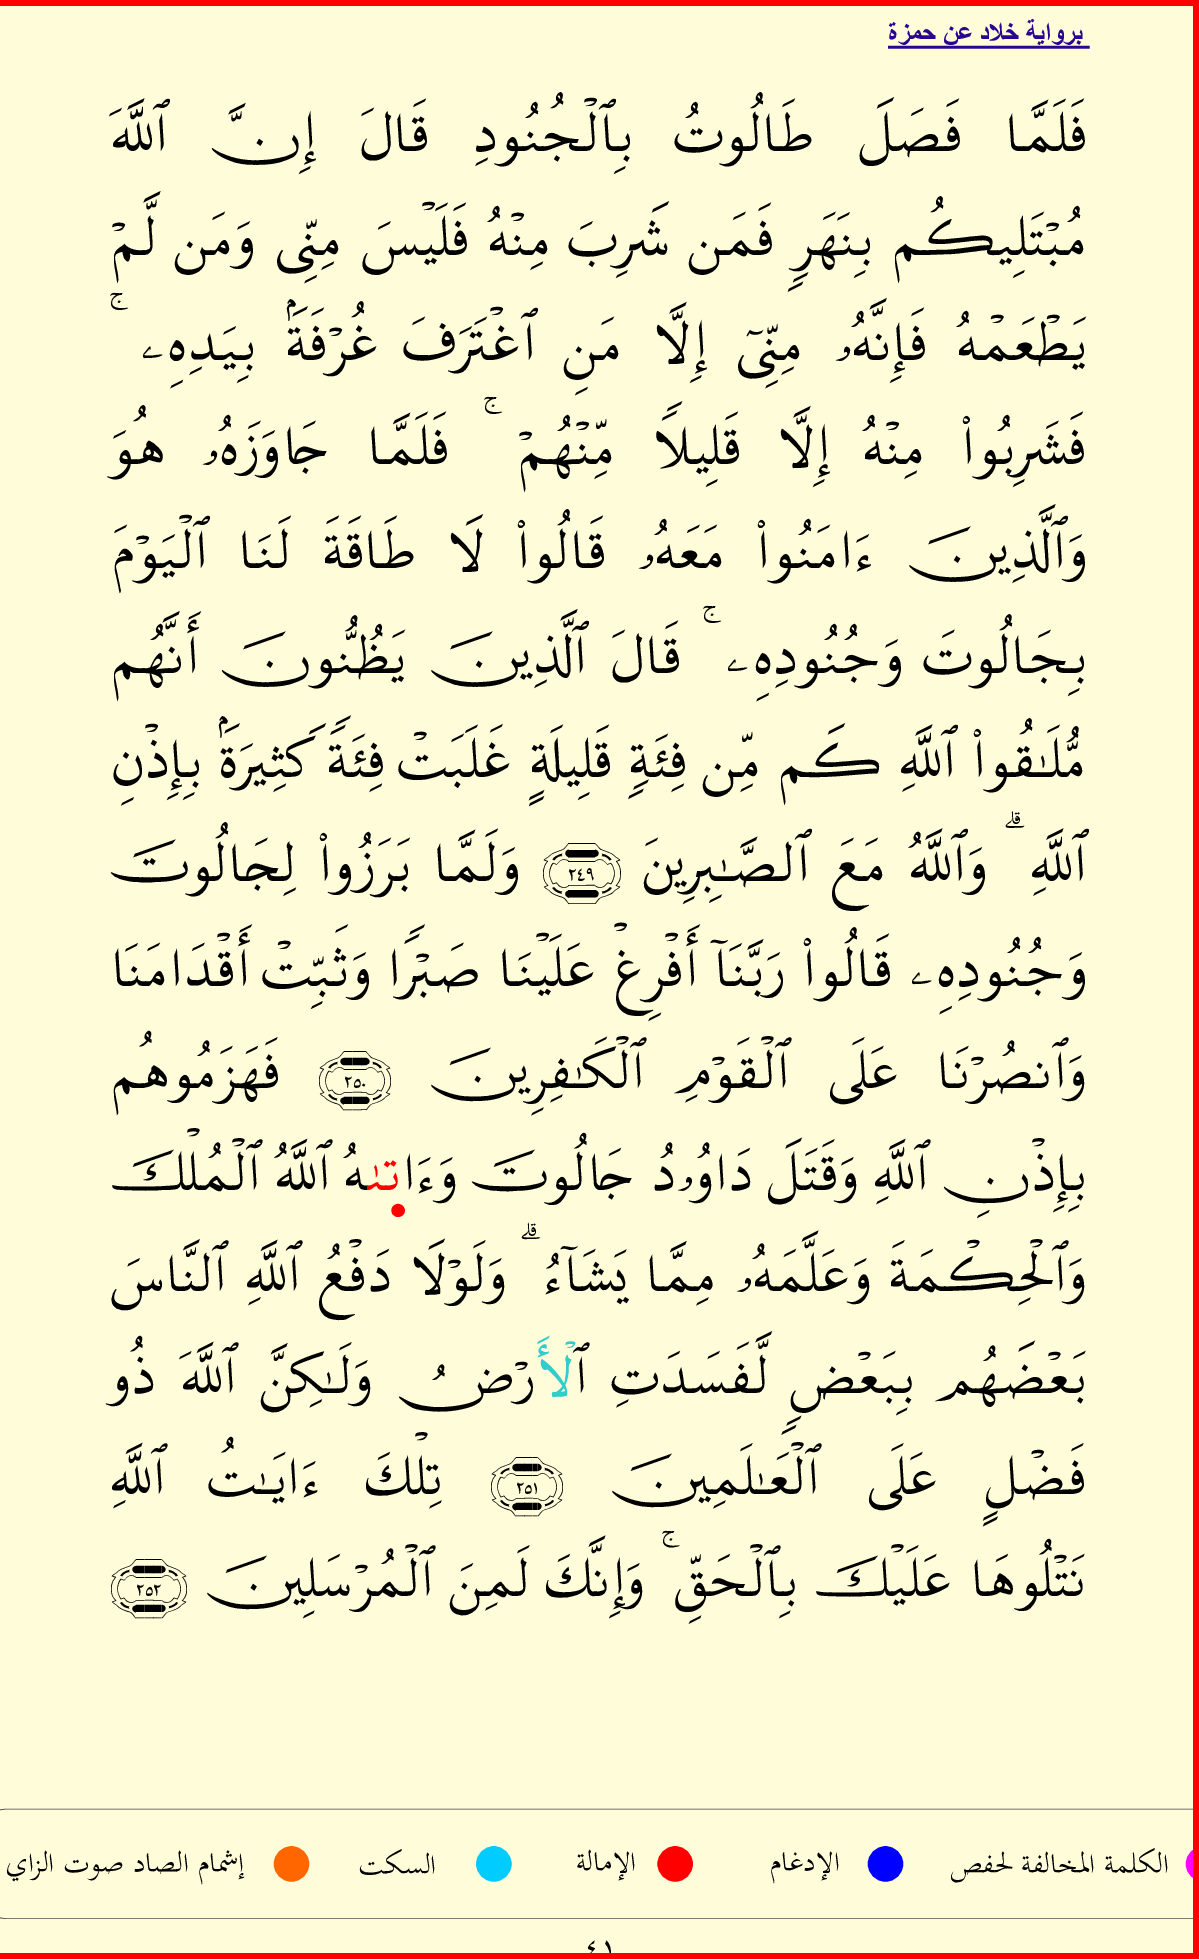 برواية خلاد عن حمزة
فَلَمَّا فَصَلَ طَالُوتُ بِٱلْجُنُودِ قَالَ إِنَّ ٱللَّهَ
مُبْتَلِيكُم بِنَهَرٍ فَمَن شَرِبَ مِنْهُ فَلَيْسَ مِنِّى وَمَن لَّمْ
يَطْعَمْهُ فَإِنَّهُۥ مِنِّىٓ إِلَّا مَنِ ٱغْتَرَفَ غُرْفَةَۢ بِيَدِهِۦ ۚ
فَشَرِبُوا۟ مِنْهُ إِلَّا قَلِيلًا مِّنْهُمْ ۚ فَلَمَّا جَاوَزَهُۥ هُوَ
وَٱلَّذِينَ ءَامَنُوا۟ مَعَهُۥ قَالُوا۟ لَا طَاقَةَ لَنَا ٱلْيَوْمَ
بِجَالُوتَ وَجُنُودِهِۦ ۚ قَالَ ٱلَّذِينَ يَظُنُّونَ أَنَّهُم
مُّلَـٰقُوا۟ ٱللَّهِ كَم مِّن فِئَةٍ قَلِيلَةٍ غَلَبَتْ فِئَةً كَثِيرَةَۢ بِإِذْنِ
ٱللَّهِ ۗ وَٱللَّهُ مَعَ ٱلصَّـٰبِرِينَ ٢٤٩ وَلَمَّا بَرَزُوا۟ لِجَالُوتَ
وَجُنُودِهِۦ قَالُوا۟ رَبَّنَآ أَفْرِغْ عَلَيْنَا صَبْرًا وَثَبِّتْ أَقْدَامَنَا
وَٱنصُرْنَا عَلَى ٱلْقَوْمِ ٱلْكَـٰفِرِينَ ٢٥٠ فَهَزَمُوهُم
بِإِذْنِ ٱللَّهِ وَقَتَلَ دَاوُۥدُ جَالُوتَ وَءَاتىٰهُ ٱللَّهُ ٱلْمُلْكَ
وَٱلْحِكْمَةَ وَعَلَّمَهُۥ مِمَّا يَشَآءُ ۗ وَلَوْلَا دَفْعُ ٱللَّهِ ٱلنَّاسَ
بَعْضَهُم بِبَعْضٍ لَّفَسَدَتِ ٱلْأَرْضُ وَلَـٰكِنَّ ٱللَّهَ ذُو
فَضْلٍ عَلَى ٱلْعَـٰلَمِينَ ٢٥١ تِلْكَ ءَايَـٰتُ ٱللَّهِ
نَتْلُوهَا عَلَيْكَ بِٱلْحَقِّ ۚ وَإِنَّكَ لَمِنَ ٱلْمُرْسَلِينَ ٢٥٢
الكلمة المخالفة لحفص الإدغام الإمالة السكت إشمام الصاد صوت الزاي
٤١